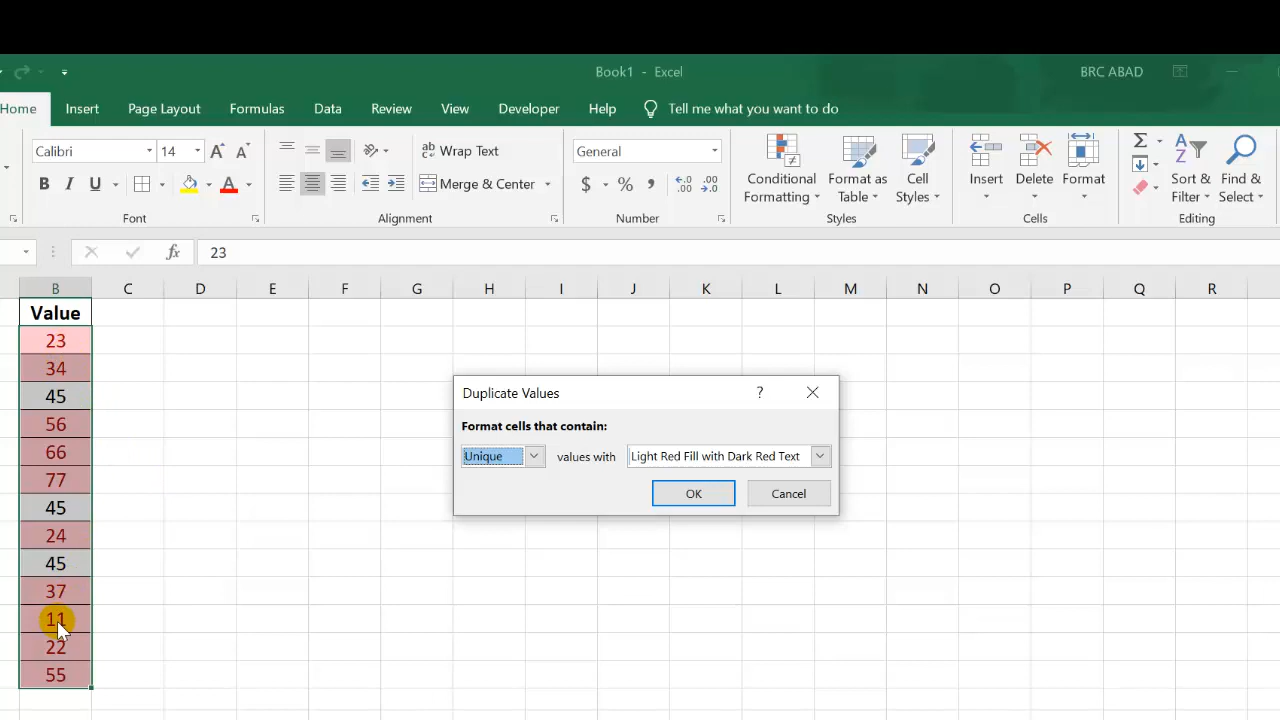 Book1 - Excel
BRC ABAD
Home Insert Page Layout Formulas Data Review View Developer Help Tell me what you want to do
Calibri 14 A A
ab Wrap Text
General
B I U A
Merge & Center
$ % , .00 .0
Conditional Formatting
Format as Table
Cell Styles
Insert
Delete
Format
Sort & Filter
Find & Select
Font Alignment Number Styles Cells Editing
fx 23
B C D E F G H I J K L M N O P Q R
Value
23
34
45
56
66
77
45
24
45
37
11
22
55
Duplicate Values ?
Format cells that contain:
Unique values with Light Red Fill with Dark Red Text
OK Cancel